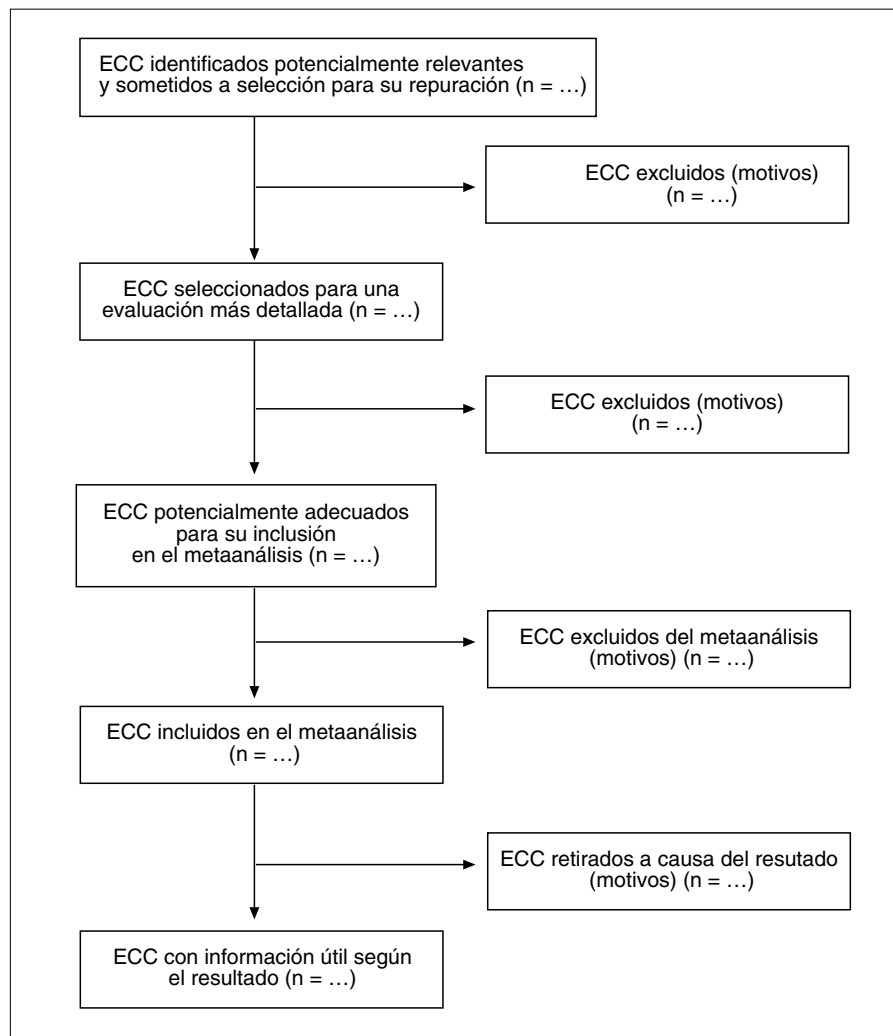 ECC identificados potencialmente relevantes
y sometidos a selección para su repuración (n = …)
ECC excluidos (motivos)
(n = …)
ECC seleccionados para una
evaluación más detallada (n = …)
ECC excluidos (motivos)
(n = …)
ECC potencialmente adecuados
para su inclusión
en el metaanálisis (n = …)
ECC excluidos del metaanálisis
(motivos) (n = …)
ECC incluidos en el metaanálisis
(n = …)
ECC retirados a causa del resutado
(motivos) (n = …)
ECC con información útil según
el resultado (n = …)